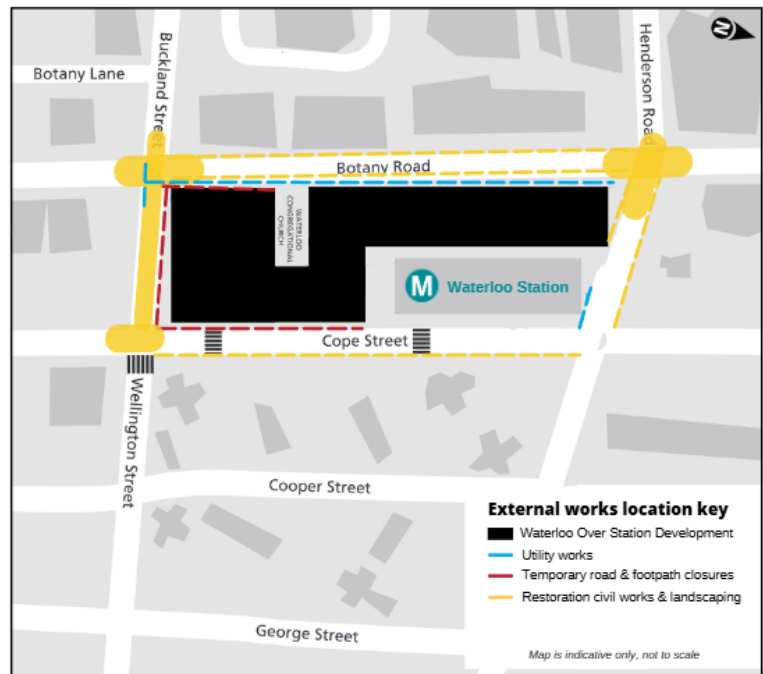 N
Buckland Street
Henderson Road
Botany Lane
Botany Road
WATERLOO
CONGREGATIONAL
CHURCH
M Waterloo Station
Cope Street
Wellington Street
Cooper Street
External works location key
Waterloo Over Station Development
Utility works
Temporary road & footpath closures
Restoration civil works & landscaping
George Street
Map is indicative only, not to scale